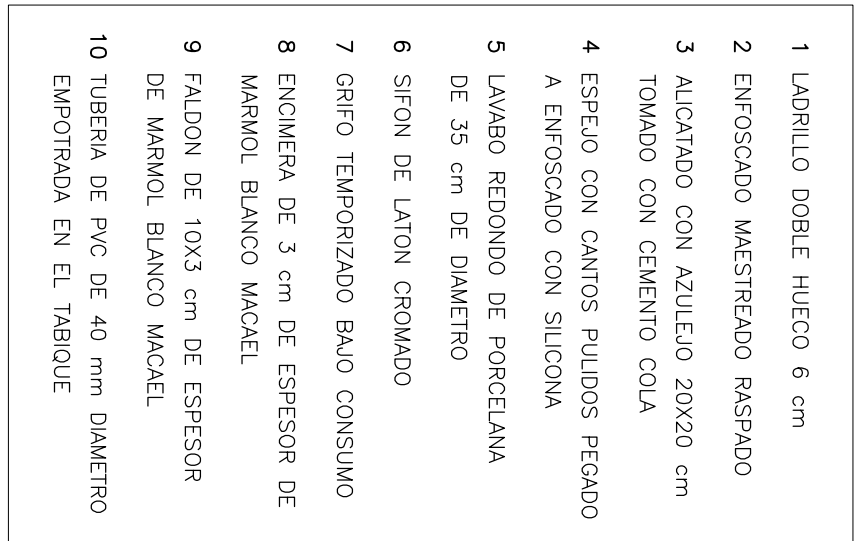 1 LADRILLO DOBLE HUECO 6 cm
2 ENFOSCADO MAESTREADO RASPADO
3 ALICATADO CON AZULEJO 20X20 cm
TOMADO CON CEMENTO COLA
4 ESPEJO CON CANTOS PULIDOS PEGADO
A ENFOSCADO CON SILICONA
5 LAVABO REDONDO DE PORCELANA
DE 35 cm DE DIAMETRO
6 SIFON DE LATON CROMADO
7 GRIFO TEMPORIZADO BAJO CONSUMO
8 ENCIMERA DE 3 cm DE ESPESOR DE
MARMOL BLANCO MACAEL
9 FALDON DE 10X3 cm DE ESPESOR
DE MARMOL BLANCO MACAEL
10 TUBERIA DE PVC DE 40 mm DIAMETRO
EMPOTRADA EN EL TABIQUE